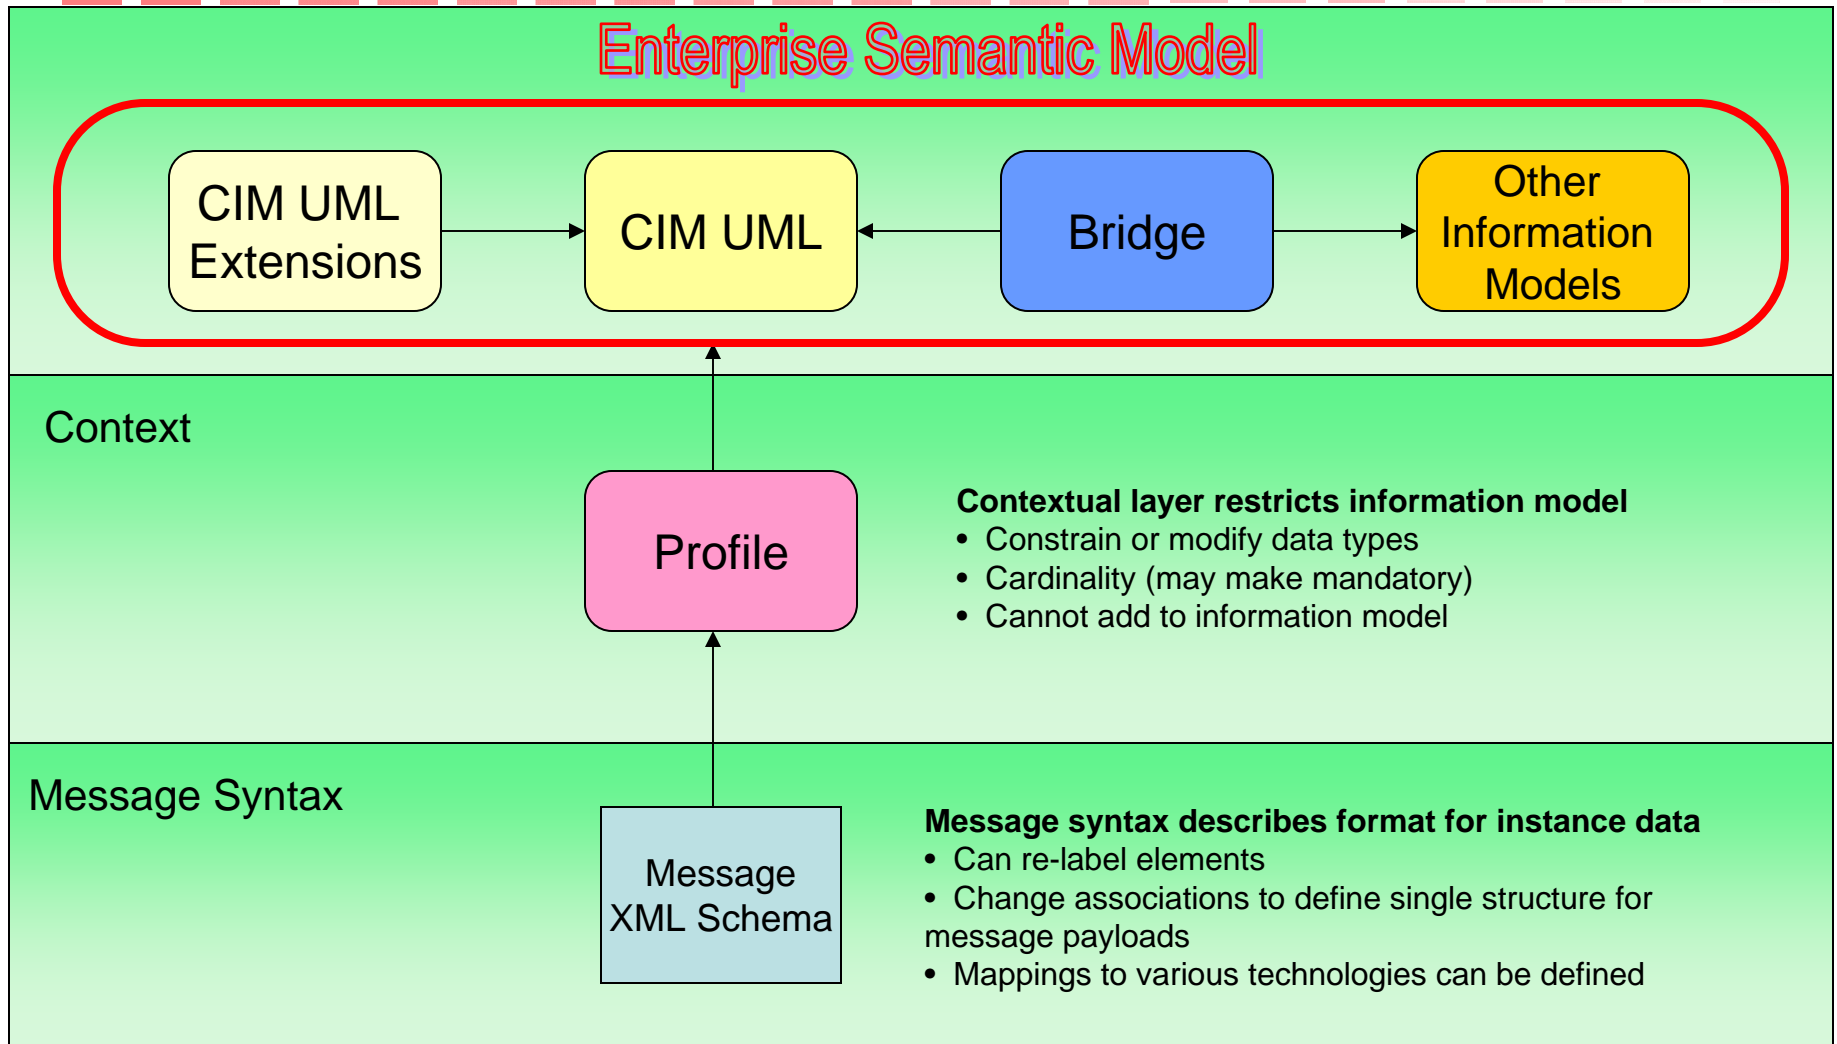 Enterprise Semantic Model
CIM UML
Extensions
CIM UML
Bridge
Other
Information
Models
Context
Profile
Contextual layer restricts information model
• Constrain or modify data types
• Cardinality (may make mandatory)
• Cannot add to information model
Message Syntax
Message
XML Schema
Message syntax describes format for instance data
• Can re-label elements
• Change associations to define single structure for
message payloads
• Mappings to various technologies can be defined